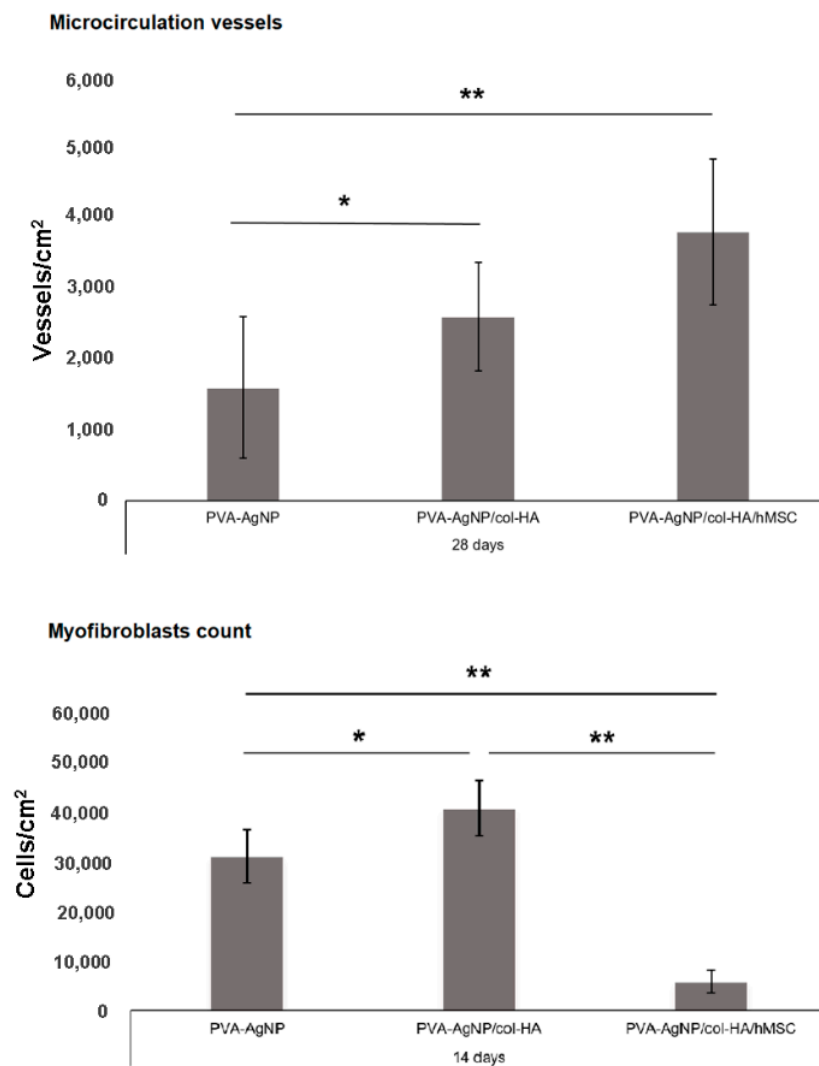 Microcirculation vessels
6,000
**
5,000
*
4,000
3,000
2,000
1,000
0
Vessels/cm²
PVA-AgNP PVA-AgNP/col-HA PVA-AgNP/col-HA/hMSC
28 days
Myofibroblasts count
**
60,000
* **
50,000
40,000
30,000
20,000
10,000
0
Cells/cm²
PVA-AgNP PVA-AgNP/col-HA PVA-AgNP/col-HA/hMSC
14 days